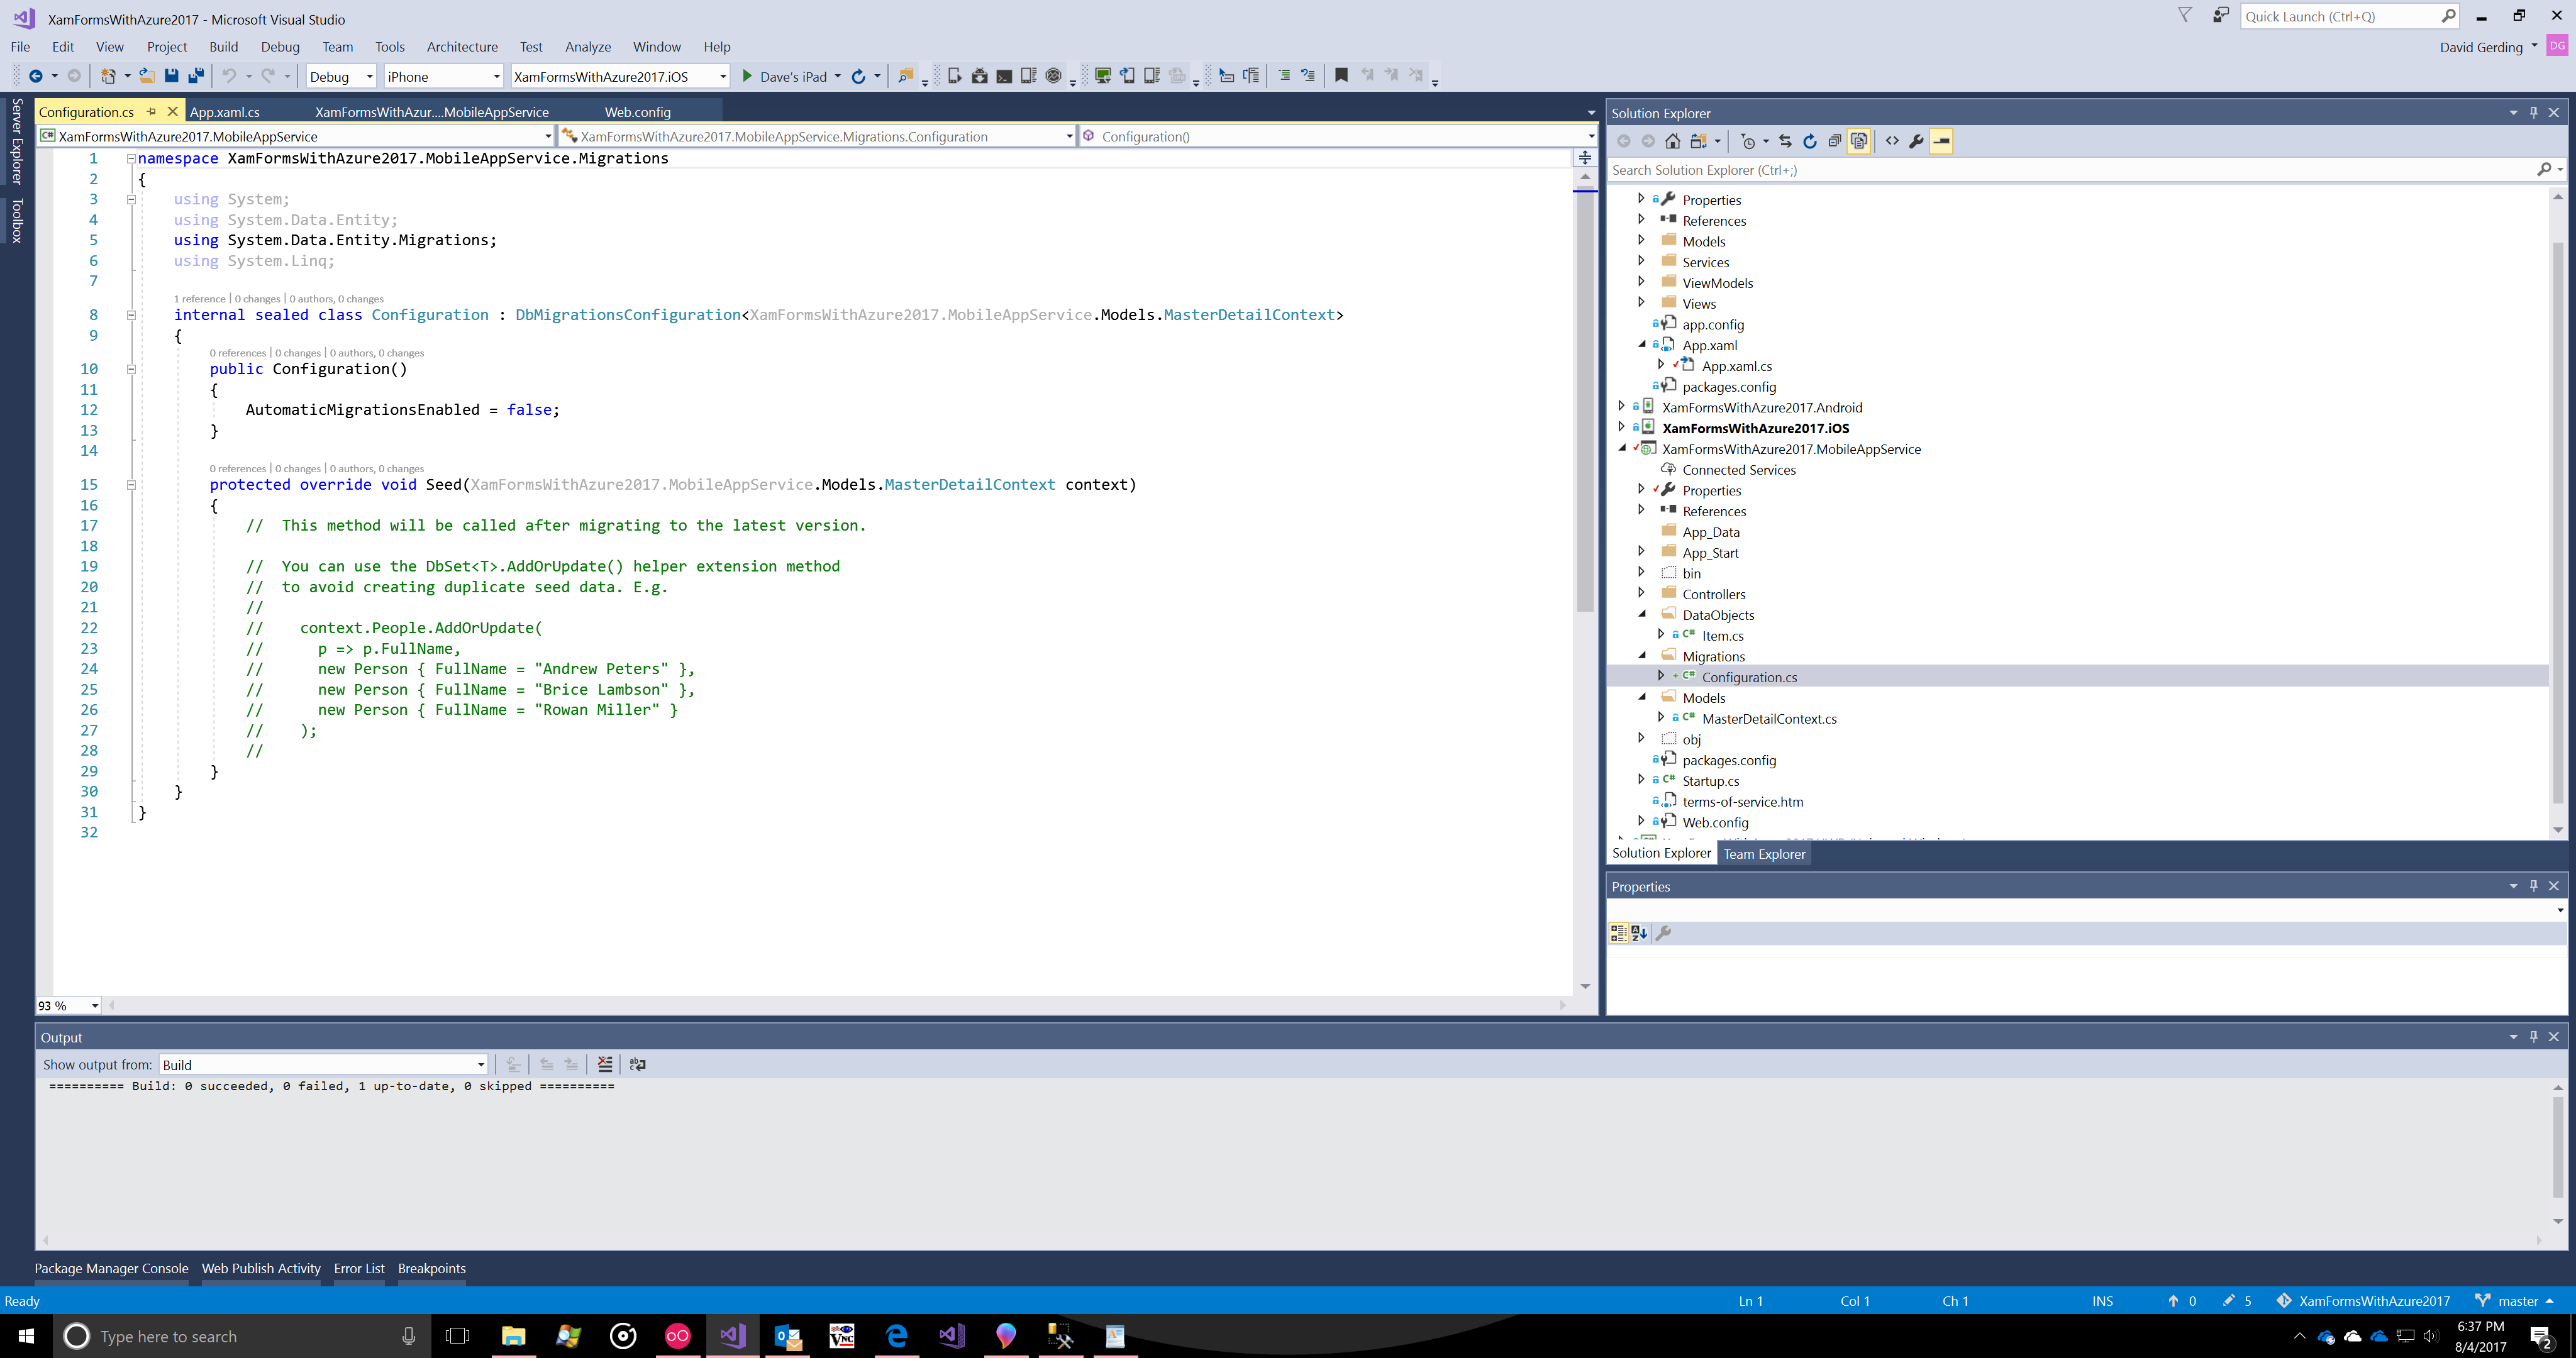 XamFormsWithAzure2017 - Microsoft Visual Studio
Quick Launch (Ctrl+Q)
File Edit View Project Build Debug Team Tools Architecture Test Analyze Window Help
David Gerding DG
Debug iPhone XamFormsWithAzure2017.iOS Dave's iPad
Server Explorer
Toolbox
Configuration.cs App.xaml.cs XamFormsWithAzur....MobileAppService Web.config
XamFormsWithAzure2017.MobileAppService XamFormsWithAzure2017.MobileAppService.Migrations.Configuration Configuration()
1 namespace XamFormsWithAzure2017.MobileAppService.Migrations
2 {
3 using System;
4 using System.Data.Entity;
5 using System.Data.Entity.Migrations;
6 using System.Linq;
7
1 reference | 0 changes | 0 authors, 0 changes
8 internal sealed class Configuration : DbMigrationsConfiguration<XamFormsWithAzure2017.MobileAppService.Models.MasterDetailContext>
9 {
0 references | 0 changes | 0 authors, 0 changes
10 public Configuration()
11 {
12 AutomaticMigrationsEnabled = false;
13 }
14
0 references | 0 changes | 0 authors, 0 changes
15 protected override void Seed(XamFormsWithAzure2017.MobileAppService.Models.MasterDetailContext context)
16 {
17 // This method will be called after migrating to the latest version.
18
19 // You can use the DbSet<T>.AddOrUpdate() helper extension method
20 // to avoid creating duplicate seed data. E.g.
21 //
22 // context.People.AddOrUpdate(
23 // p => p.FullName,
24 // new Person { FullName = "Andrew Peters" },
25 // new Person { FullName = "Brice Lambson" },
26 // new Person { FullName = "Rowan Miller" }
27 // );
28 //
29 }
30 }
31 }
32
93 %
Solution Explorer
Search Solution Explorer (Ctrl+;)
Properties
References
Models
Services
ViewModels
Views
app.config
App.xaml
App.xaml.cs
packages.config
XamFormsWithAzure2017.Android
XamFormsWithAzure2017.iOS
XamFormsWithAzure2017.MobileAppService
Connected Services
Properties
References
App_Data
App_Start
bin
Controllers
DataObjects
Item.cs
Migrations
Configuration.cs
Models
MasterDetailContext.cs
obj
packages.config
Startup.cs
terms-of-service.htm
Web.config
Solution Explorer Team Explorer
Properties
Output
Show output from: Build
========== Build: 0 succeeded, 0 failed, 1 up-to-date, 0 skipped ==========
Package Manager Console Web Publish Activity Error List Breakpoints
Ready Ln 1 Col 1 Ch 1 INS 0 5 XamFormsWithAzure2017 master
Type here to search
6:37 PM
8/4/2017
2